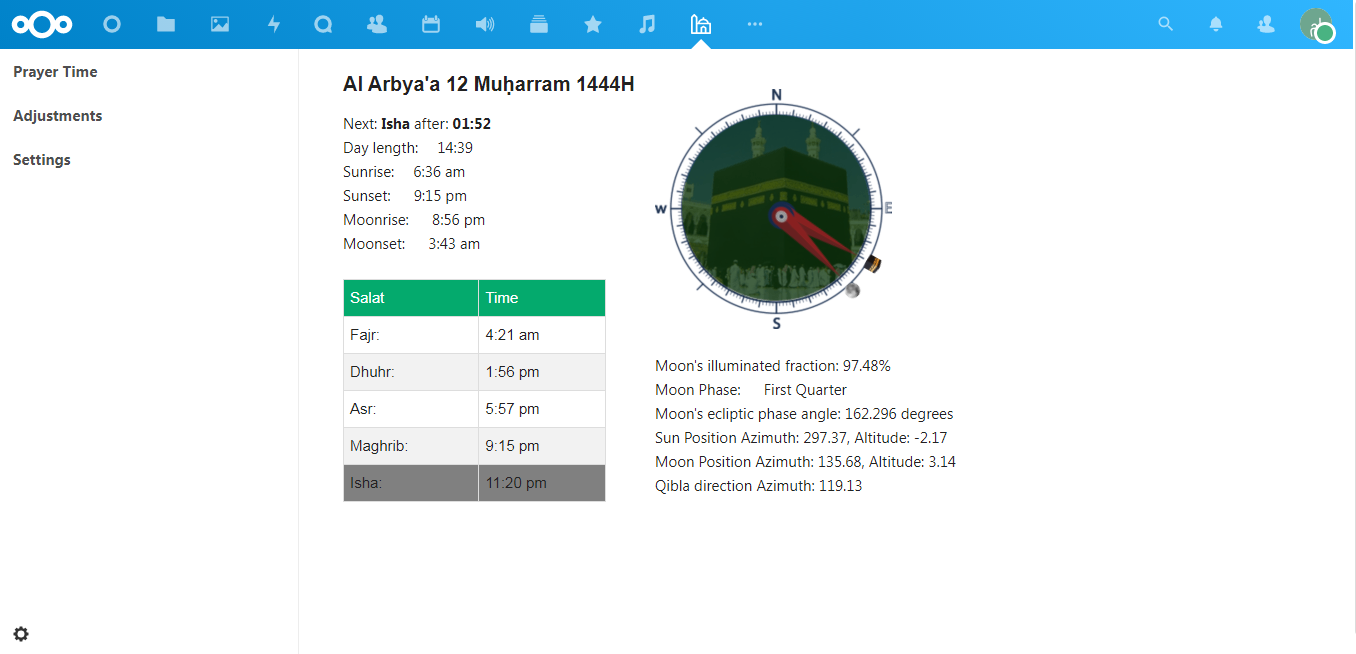 Prayer Time
Adjustments
Settings
Al Arbya'a 12 Muḥarram 1444H
Next: Isha after: 01:52
Day length: 14:39
Sunrise: 6:36 am
Sunset: 9:15 pm
Moonrise: 8:56 pm
Moonset: 3:43 am
Salat Time
Fajr: 4:21 am
Dhuhr: 1:56 pm
Asr: 5:57 pm
Maghrib: 9:15 pm
Isha: 11:20 pm
N
W E
S
Moon's illuminated fraction: 97.48%
Moon Phase: First Quarter
Moon's ecliptic phase angle: 162.296 degrees
Sun Position Azimuth: 297.37, Altitude: -2.17
Moon Position Azimuth: 135.68, Altitude: 3.14
Qibla direction Azimuth: 119.13